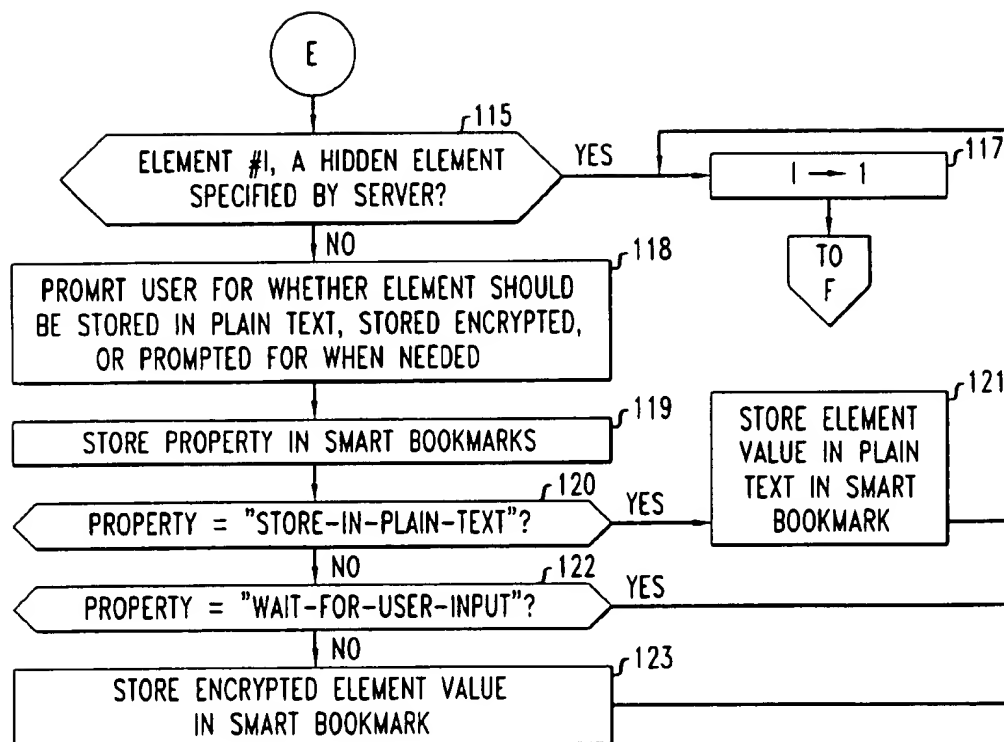 E
115
ELEMENT #I, A HIDDEN ELEMENT
SPECIFIED BY SERVER?
YES
117
I → 1
TO
F
NO
118
PROMRT USER FOR WHETHER ELEMENT SHOULD
BE STORED IN PLAIN TEXT, STORED ENCRYPTED,
OR PROMPTED FOR WHEN NEEDED
119
STORE PROPERTY IN SMART BOOKMARKS
120
PROPERTY = "STORE-IN-PLAIN-TEXT"?
YES
121
STORE ELEMENT
VALUE IN PLAIN
TEXT IN SMART
BOOKMARK
NO
122
PROPERTY = "WAIT-FOR-USER-INPUT"?
YES
NO
123
STORE ENCRYPTED ELEMENT VALUE
IN SMART BOOKMARK